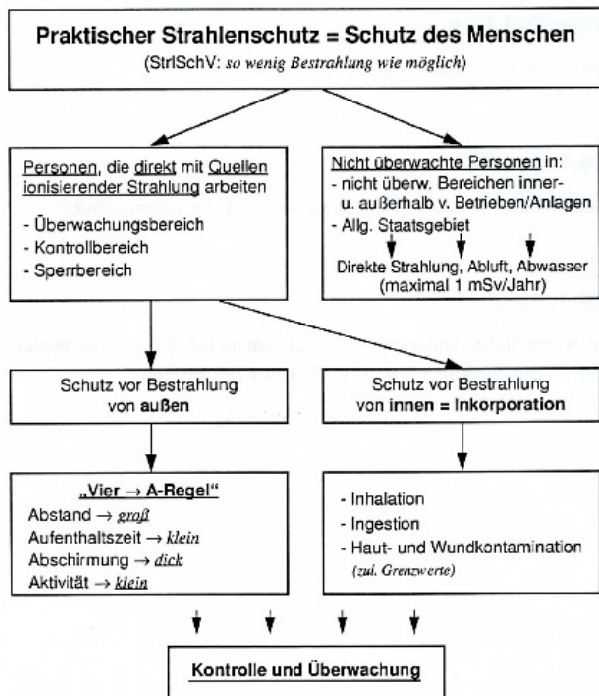 Praktischer Strahlenschutz = Schutz des Menschen
(StrlSchV: so wenig Bestrahlung wie möglich)
Personen, die direkt mit Quellen
ionisierender Strahlung arbeiten
- Überwachungsbereich
- Kontrollbereich
- Sperrbereich
Nicht überwachte Personen in:
- nicht überw. Bereichen inner-
u. außerhalb v. Betrieben/Anlagen
- Allg. Staatsgebiet
Direkte Strahlung, Abluft, Abwasser
(maximal 1 mSv/Jahr)
Schutz vor Bestrahlung
von außen
Schutz vor Bestrahlung
von innen = Inkorporation
„Vier → A-Regel“
Abstand → groß
Aufenthaltszeit → klein
Abschirmung → dick
Aktivität → klein
- Inhalation
- Ingestion
- Haut- und Wundkontamination
(zul. Grenzwerte)
Kontrolle und Überwachung